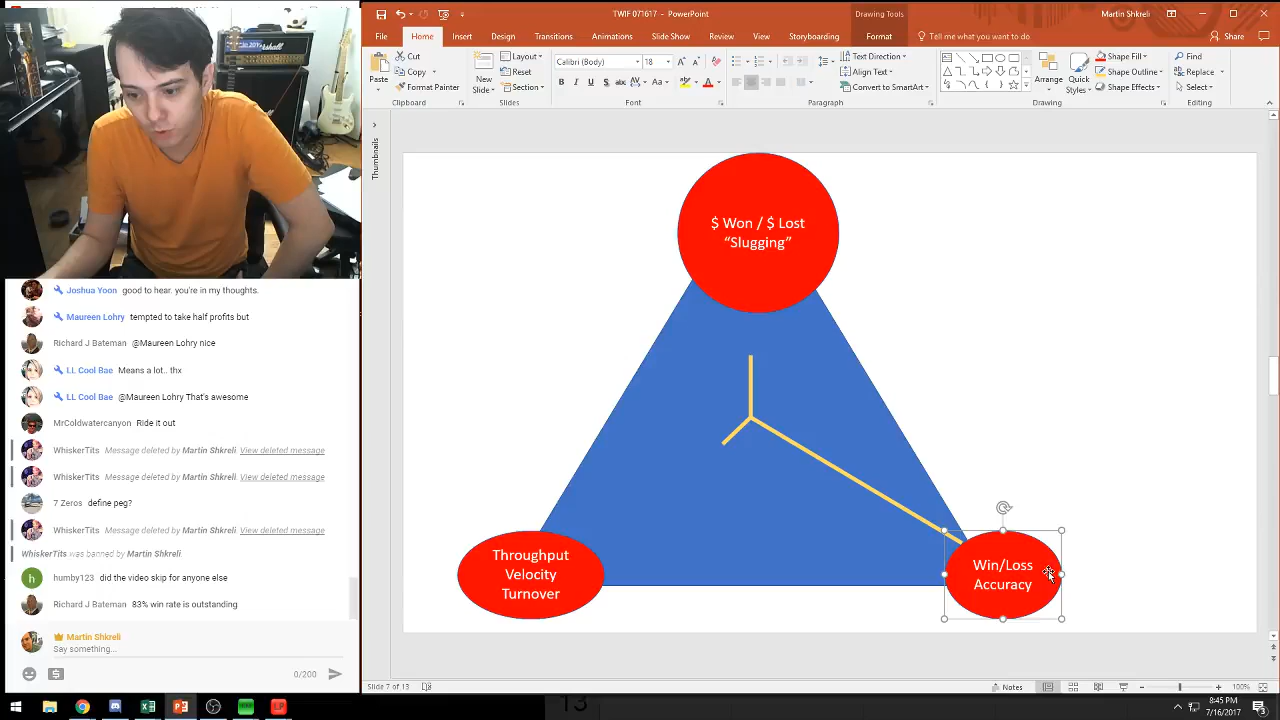 Marshall
Joshua Yoon good to hear. you're in my thoughts.
Maureen Lohry tempted to take half profits but
Richard J Bateman @Maureen Lohry nice
LL Cool Bae Means a lot.. thx
LL Cool Bae @Maureen Lohry That's awesome
MrColdwatercanyon Ride it out
WhiskerTits Message deleted by Martin Shkreli. View deleted message
WhiskerTits Message deleted by Martin Shkreli. View deleted message
7 Zeros define peg?
WhiskerTits Message deleted by Martin Shkreli. View deleted message
WhiskerTits was banned by Martin Shkreli
h humby123 did the video skip for anyone else
Richard J Bateman 83% win rate is outstanding
Martin Shkreli
Say something...
0/200
TWIF 071617 - PowerPoint
Drawing Tools
Martin Shkreli
File Home Insert Design Transitions Animations Slide Show Review View Storyboarding Format Tell me what you want to do... Share
Paste
Cut
Copy
Format Painter
Clipboard
New Slide
Layout
Reset
Section
Slides
Calibri (Body) 18
Font
Text Direction
Align Text
Convert to SmartArt
Paragraph
Arrange
Quick Styles
Shape Fill
Shape Outline
Shape Effects
Drawing
Find
Replace
Select
Editing
Thumbnails
$ Won / $ Lost
“Slugging”
Throughput
Velocity
Turnover
Win/Loss
Accuracy
Slide 7 of 13
Notes
100%
13
8:45 PM
7/16/2017